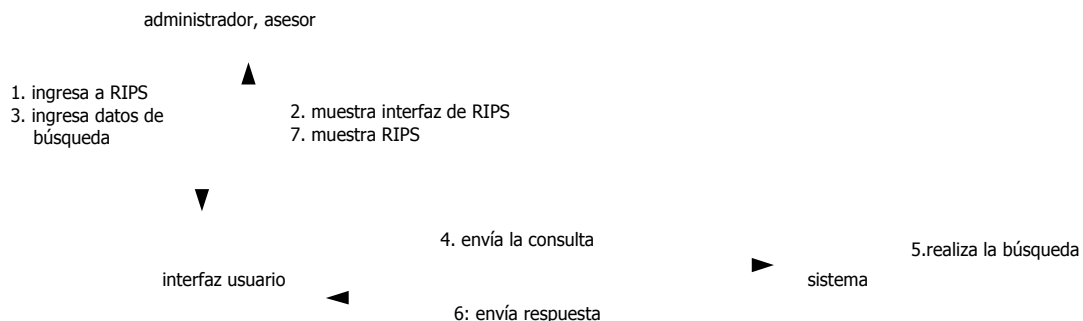 administrador, asesor
1. ingresa a RIPS
3. ingresa datos de
búsqueda
2. muestra interfaz de RIPS
7. muestra RIPS
4. envía la consulta
5.realiza la búsqueda
interfaz usuario
sistema
6: envía respuesta